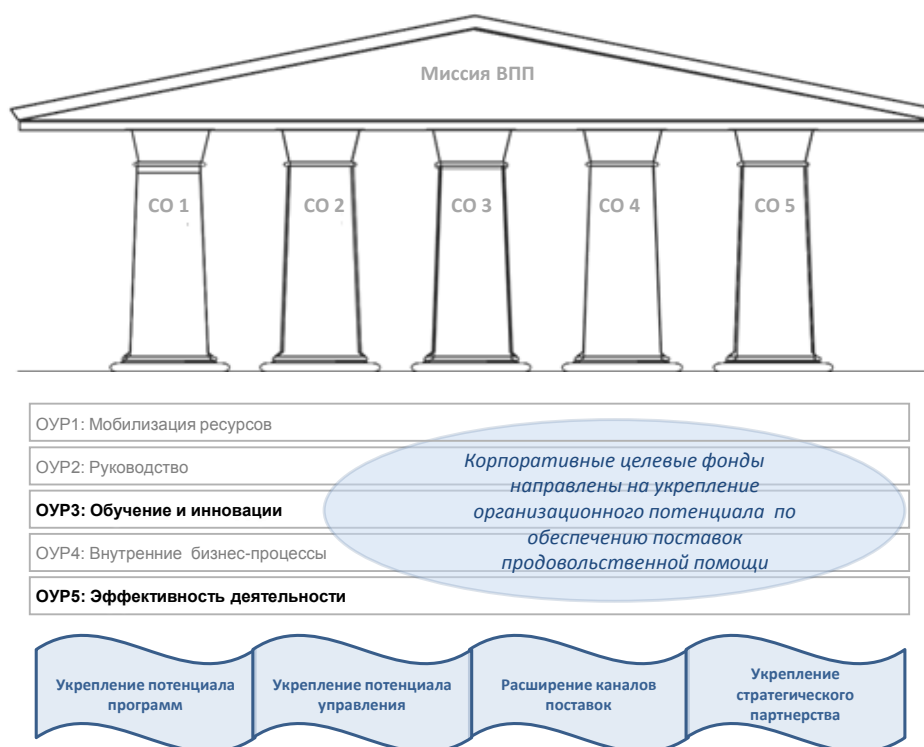 Миссия ВПП
СО 1
СО 2
СО 3
СО 4
СО 5
ОУР1: Мобилизация ресурсов
ОУР2: Руководство
ОУР3: Обучение и инновации
ОУР4: Внутренние бизнес-процессы
ОУР5: Эффективность деятельности
Корпоративные целевые фонды
направлены на укрепление
организационного потенциала по
обеспечению поставок
продовольственной помощи
Укрепление потенциала
программ
Укрепление потенциала
управления
Расширение каналов
поставок
Укрепление
стратегического
партнерства